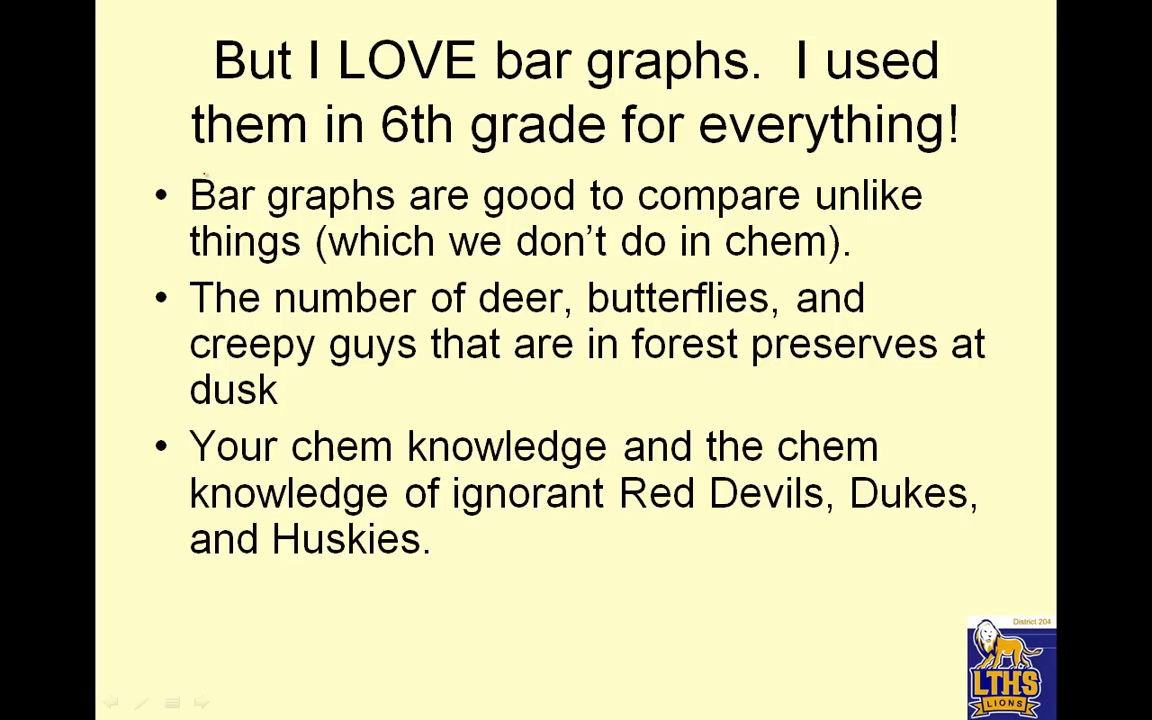 But I LOVE bar graphs. I used
them in 6th grade for everything!
• Bar graphs are good to compare unlike
things (which we don't do in chem).
• The number of deer, butterflies, and
creepy guys that are in forest preserves at
dusk
• Your chem knowledge and the chem
knowledge of ignorant Red Devils, Dukes,
and Huskies.
District 204
LTHS
LIONS